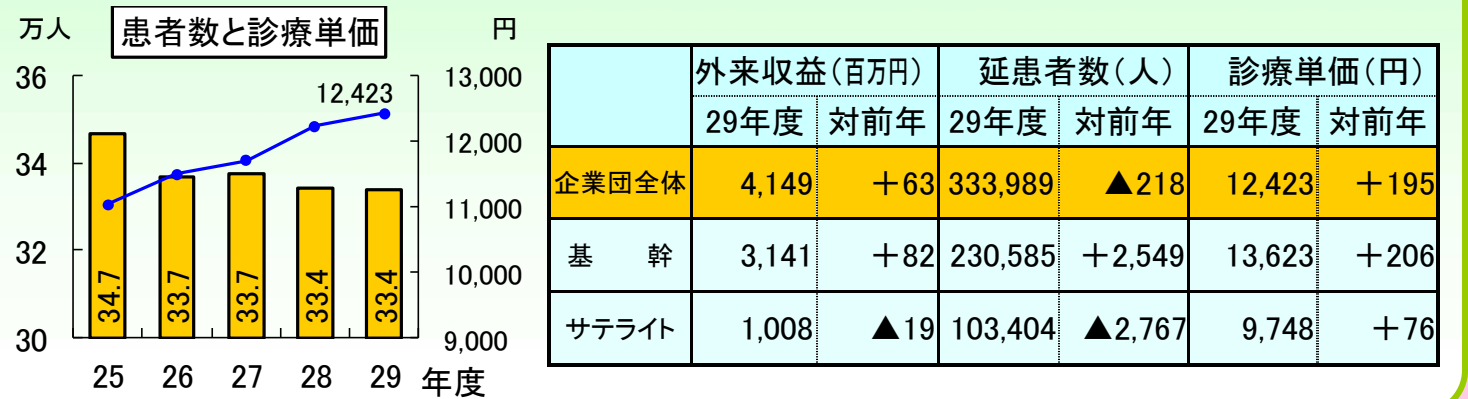 患者数と診療単価
万人
円
36
34
32
30
13,000
12,000
11,000
10,000
9,000
12,423
34.7
33.7
33.7
33.4
33.4
25 26 27 28 29 年度
外来収益(百万円) 延患者数(人) 診療単価(円)
29年度 対前年 29年度 対前年 29年度 対前年
企業団全体 4,149 +63 333,989 ▲218 12,423 +195
基 幹 3,141 +82 230,585 +2,549 13,623 +206
サテライト 1,008 ▲19 103,404 ▲2,767 9,748 +76